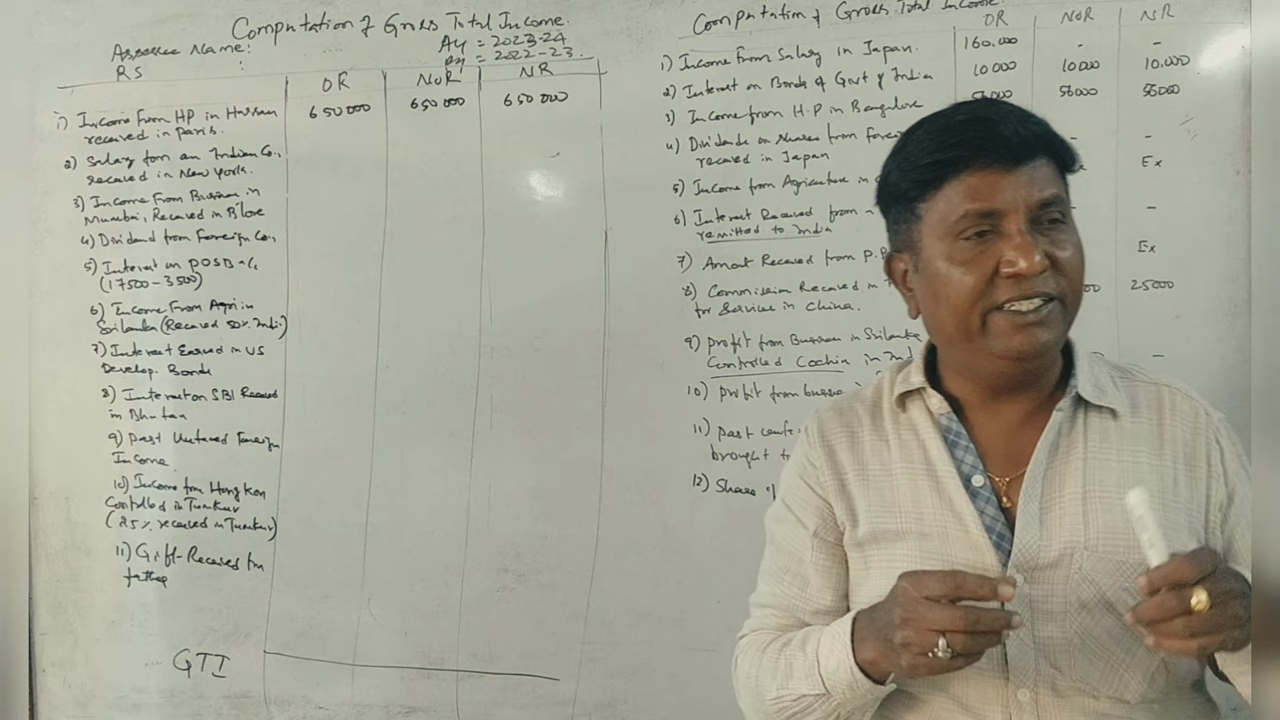 Computation of Gross Total Income.
Assessee Name:
AY = 2023-24
RS :
PY = 2022-23.
OR NOR NR
1) Income From HP in Hassan 650000 650000 650000
received in Paris.
2) Salary from an Indian Co.,
received in New York.
3) Income From Business in
Mumbai, Received in B'lore
4) Dividend from Foreign Co.,
5) Interest on POSB a/c
(17500-3500)
6) Income From Agri in
Srilanka (Received 50% India)
7) Interest Earned in US
Develop. Bonds
8) Interest on SBI Received
in Bhutan
9) Past Untaxed Foreign
Income
10) Income from Hong Kon
Controlled in Tumkur
(25% received in Tumkur)
11) Gift Received from
father
GTI
Computation of Gross Total Income.
OR NOR NR
1) Income From Salary in Japan. 160.000 - -
2) Interest on Bonds of Govt of India 10000 10000 10.000
3) Income from H.P in Bangalore 56000 56000
4) Dividends on shares from Forei
received in Japan - -
5) Income from Agriculture in Ex
6) Interest Received from a - -
remitted to India
7) Amount Received from P.P Ex
8) Commission Received in 25000
for Service in China.
9) Profit from Business in Srilanka
Controlled Cochin in Ind -
10) Profit from busine
11) Past
brought t
12) Share